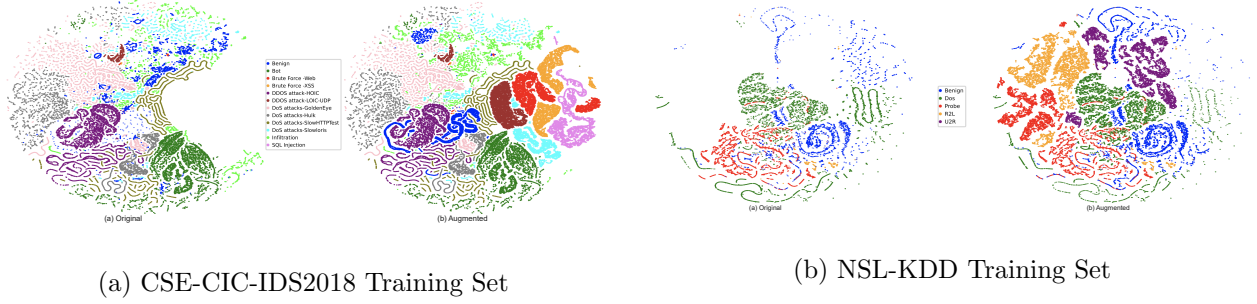 Benign
Bot
Brute Force -Web
Brute Force -XSS
DDOS attack-HOIC
DDOS attack-LOIC-UDP
DoS attacks-GoldenEye
DoS attacks-Hulk
DoS attacks-SlowHTTPTest
DoS attacks-Slowloris
Infiltration
SQL Injection
(a) Original
(b) Augmented
(a) CSE-CIC-IDS2018 Training Set
Benign
Dos
Probe
R2L
U2R
(a) Original
(b) Augmented
(b) NSL-KDD Training Set